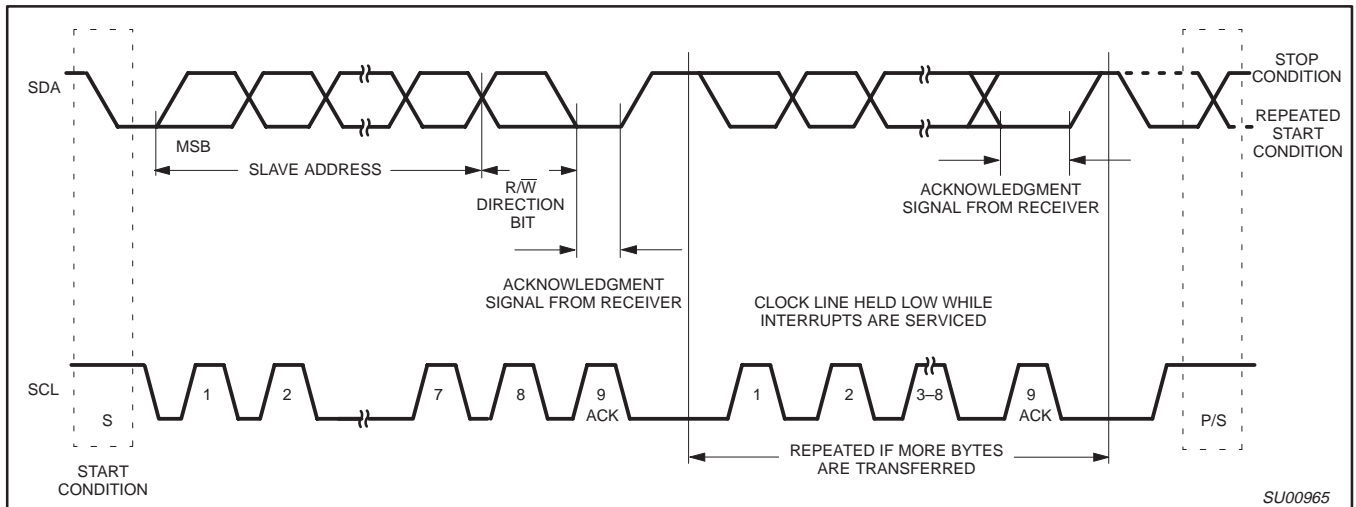 SDA
STOP
CONDITION
REPEATED
START
CONDITION
MSB
SLAVE ADDRESS
R/W̅
DIRECTION
BIT
ACKNOWLEDGMENT
SIGNAL FROM RECEIVER
ACKNOWLEDGMENT
SIGNAL FROM RECEIVER
CLOCK LINE HELD LOW WHILE
INTERRUPTS ARE SERVICED
SCL
S
1
2
7
8
9
ACK
1
2
3–8
9
ACK
P/S
START
CONDITION
REPEATED IF MORE BYTES
ARE TRANSFERRED
SU00965